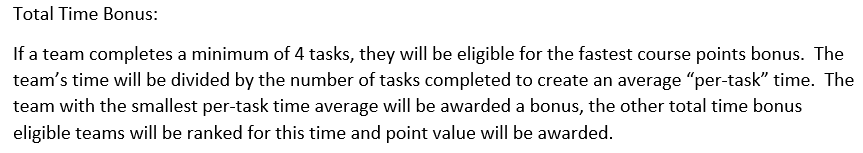 Total Time Bonus:
If a team completes a minimum of 4 tasks, they will be eligible for the fastest course points bonus.  The
team's time will be divided by the number of tasks completed to create an average “per-task” time.  The
team with the smallest per-task time average will be awarded a bonus, the other total time bonus
eligible teams will be ranked for this time and point value will be awarded.